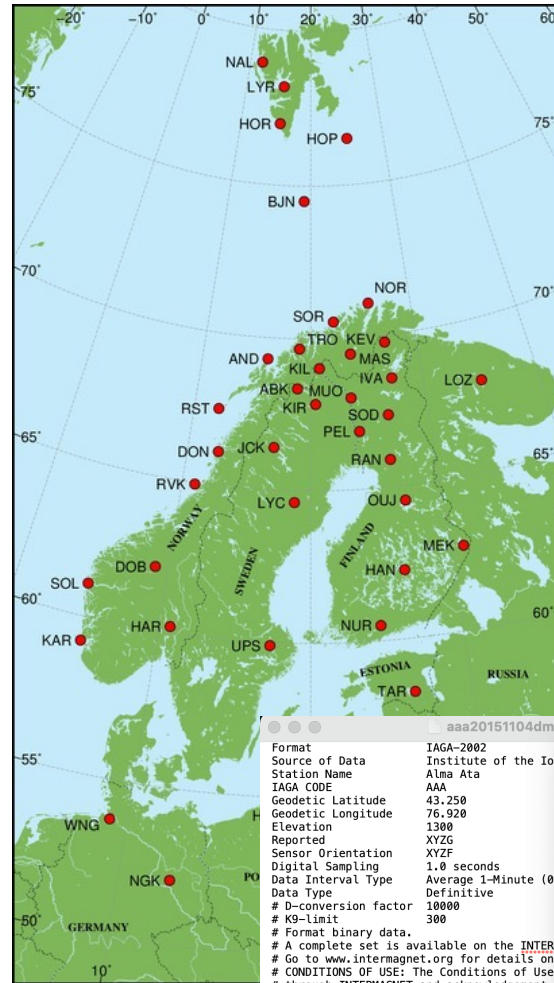 -20° -10° 0° 10° 20° 30° 40° 50° 60
NAL
75° LYR
HOR 75°
HOP
BJN
70°
NOR 70°
SOR
TRO KEV
AND MAS
KIL IVA LOZ
ABK MUO
RST KIR SOD
65° PEL
DON JCK RAN 65°
RVK
LYC OUJ
NORWAY
FINLAND MEK
DOB SWEDEN HAN
SOL
60° 60°
KAR HAR NUR
UPS
ESTONIA RUSSIA
TAR
aaa20151104dm
Format IAGA-2002
55° Source of Data Institute of the Io
Station Name Alma Ata
IAGA CODE AAA
Geodetic Latitude 43.250
Geodetic Longitude 76.920
WNG H Elevation 1300
Reported XYZG
Sensor Orientation XYZF
Digital Sampling 1.0 seconds
NGK PO Data Interval Type Average 1-Minute (0
Data Type Definitive
# D-conversion factor 10000
50° # K9-limit 300
GERMANY # Format binary data.
# A complete set is available on the INTER
# Go to www.intermagnet.org for details on
10° # CONDITIONS OF USE: The Conditions of Use